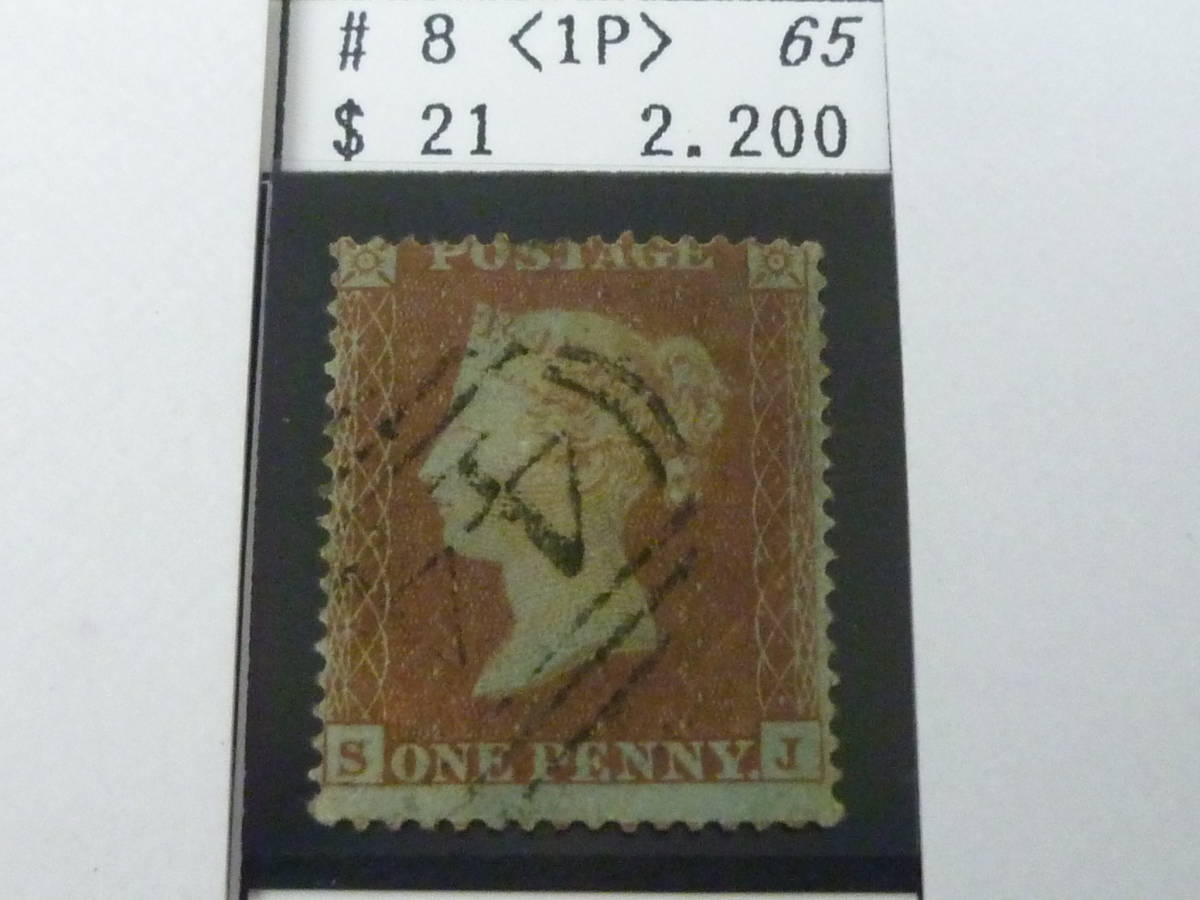 # 8 <1P> 65
$ 21 2.200
POSTAGE
S ONE PENNY. J